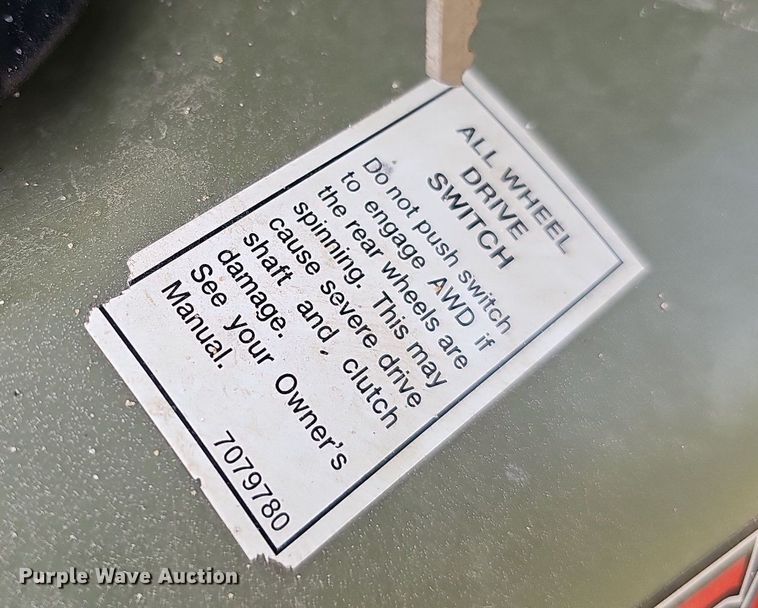 ALL WHEEL
DRIVE
SWITCH
Do not push switch
to engage AWD if
the rear wheels are
spinning. This may
cause severe drive
shaft and clutch
damage.
See your Owner's
Manual.
7079780
Purple Wave Auction